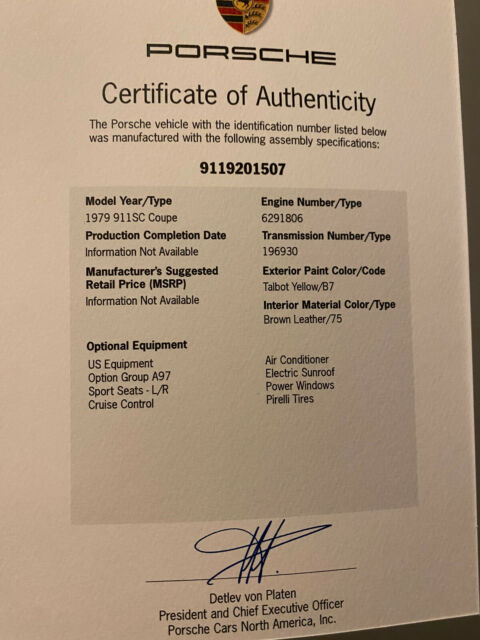 PORSCHE
Certificate of Authenticity
The Porsche vehicle with the identification number listed below
was manufactured with the following assembly specifications:
9119201507
Model Year/Type
1979 911SC Coupe
Production Completion Date
Information Not Available
Manufacturer's Suggested
Retail Price (MSRP)
Information Not Available
Engine Number/Type
6291806
Transmission Number/Type
196930
Exterior Paint Color/Code
Talbot Yellow/B7
Interior Material Color/Type
Brown Leather/75
Optional Equipment
US Equipment
Option Group A97
Sport Seats - L/R
Cruise Control
Air Conditioner
Electric Sunroof
Power Windows
Pirelli Tires
Detlev von Platen
President and Chief Executive Officer
Porsche Cars North America, Inc.